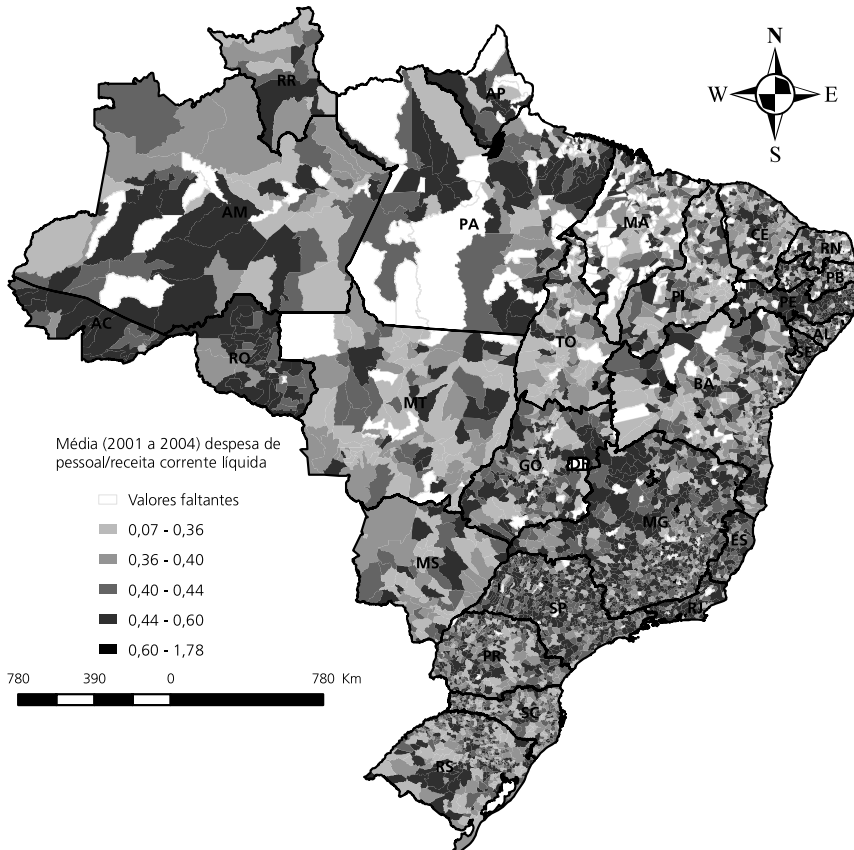 N
W E
S
RR
AP
AM
PA
MA
CE
RN
PB
PE
AL
SE
PI
AC
RO
TO
BA
MT
GO
DF
MG
ES
MS
SP
RJ
PR
SC
RS
Média (2001 a 2004) despesa de
pessoal/receita corrente líquida
Valores faltantes
0,07 - 0,36
0,36 - 0,40
0,40 - 0,44
0,44 - 0,60
0,60 - 1,78
780 390 0 780 Km